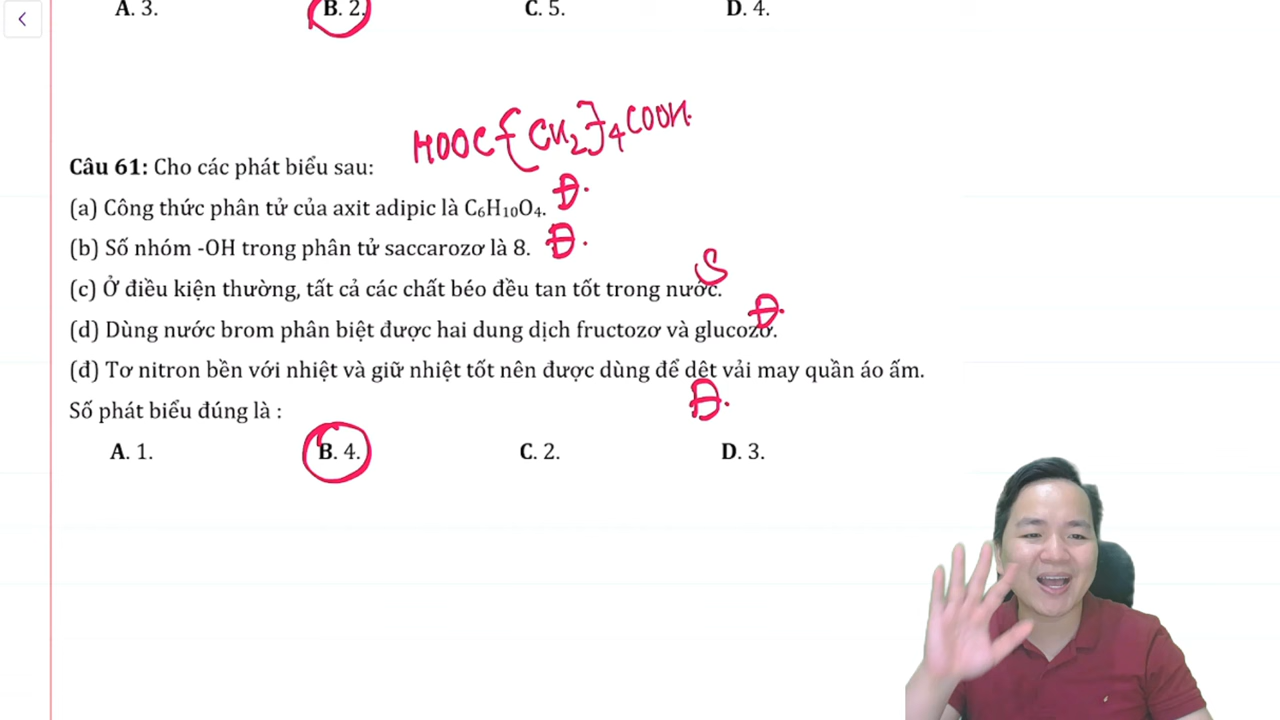 A. 3. B. 2. C. 5. D. 4.
HOOC[CH₂]₄COOH.
Câu 61: Cho các phát biểu sau:
(a) Công thức phân tử của axit adipic là C₆H₁₀O₄. Đ.
(b) Số nhóm -OH trong phân tử saccarozơ là 8. Đ.
(c) Ở điều kiện thường, tất cả các chất béo đều tan tốt trong nước. S
(d) Dùng nước brom phân biệt được hai dung dịch fructozơ và glucozơ. Đ.
(đ) Tơ nitron bền với nhiệt và giữ nhiệt tốt nên được dùng để dệt vải may quần áo ấm.
Đ.
Số phát biểu đúng là :
A. 1. B. 4. C. 2. D. 3.